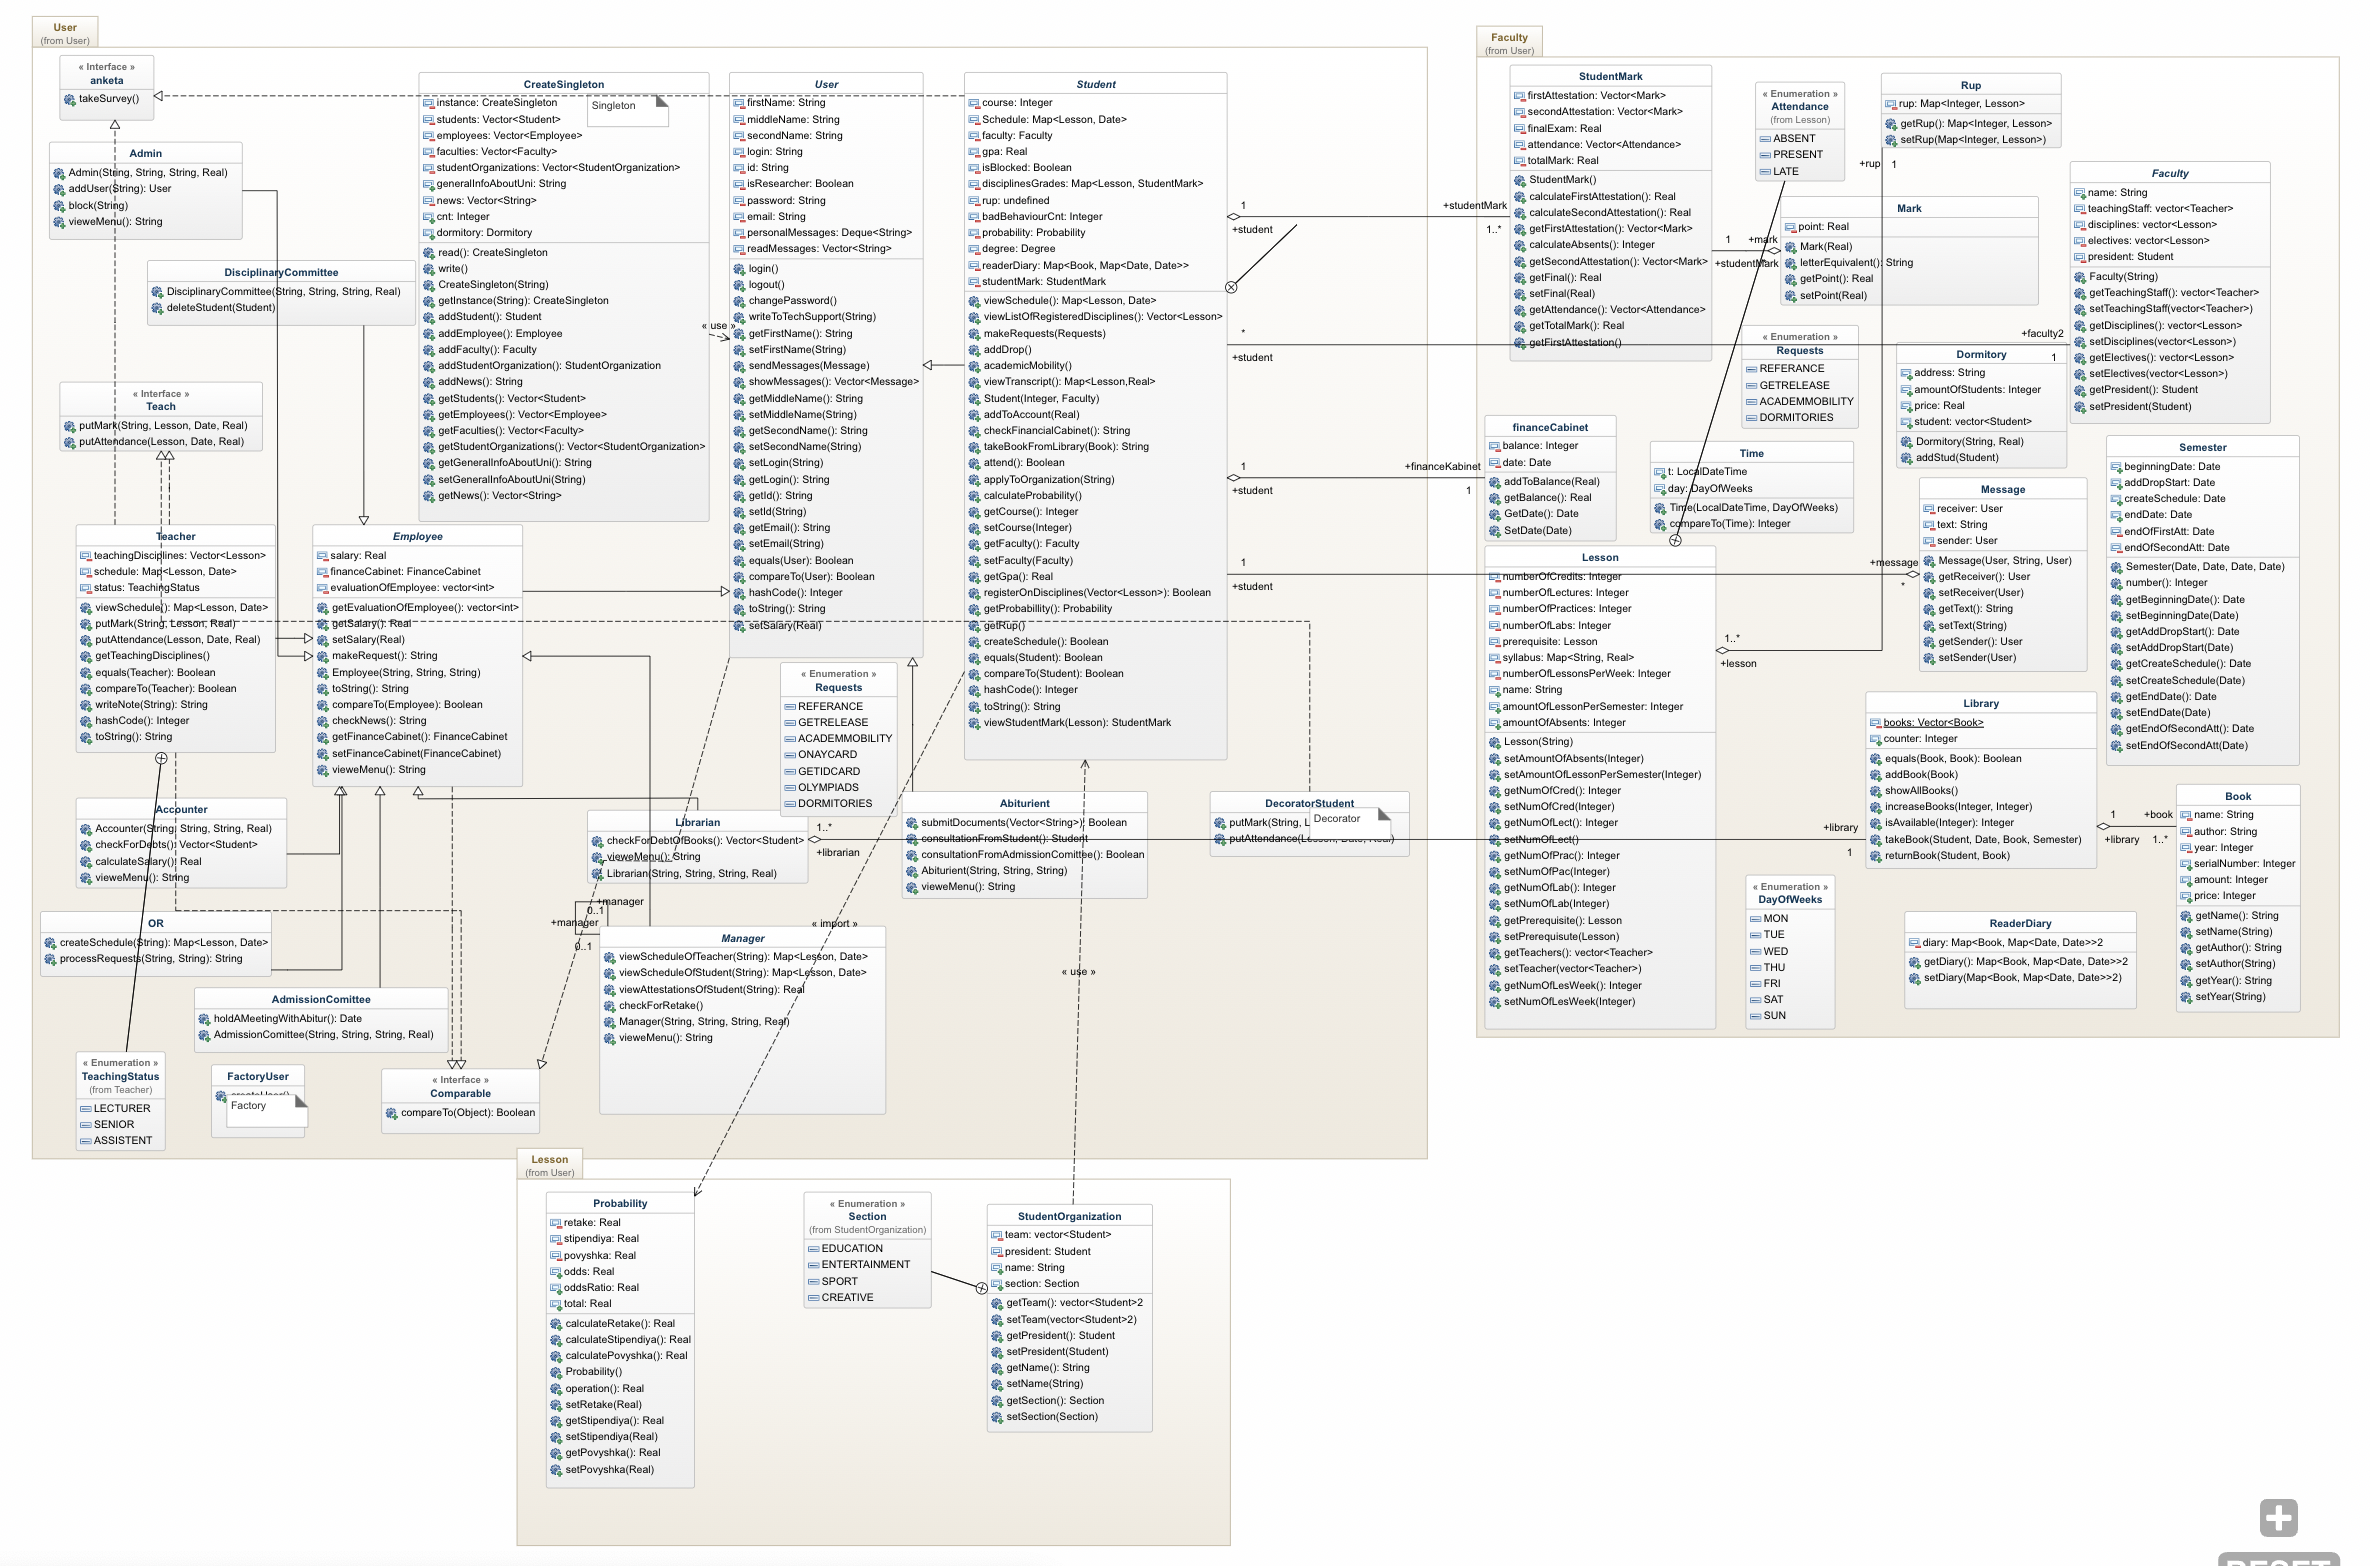 User
(from User)
« Interface »
anketa
takeSurvey()
Admin
Admin(String, String, String, Real)
addUser(String): User
block(String)
vieweMenu(): String
DisciplinaryCommittee
DisciplinaryCommittee(String, String, String, Real)
deleteStudent(Student)
« Interface »
Teach
putMark(String, Lesson, Date, Real)
putAttendance(Lesson, Date, Real)
CreateSingleton
Singleton
instance: CreateSingleton
students: Vector<Student>
employees: Vector<Employee>
faculties: Vector<Faculty>
studentOrganizations: Vector<StudentOrganization>
generalInfoAboutUni: String
news: Vector<String>
cnt: Integer
dormitory: Dormitory
read(): CreateSingleton
write()
CreateSingleton(String)
getInstance(String): CreateSingleton
addStudent(): Student
addEmployee(): Employee
addFaculty(): Faculty
addStudentOrganization(): StudentOrganization
addNews(): String
getStudents(): Vector<Student>
getEmployees(): Vector<Employee>
getFaculties(): Vector<Faculty>
getStudentOrganizations(): Vector<StudentOrganization>
getGeneralInfoAboutUni(): String
setGeneralInfoAboutUni(String)
getNews(): Vector<String>
« use »
User
firstName: String
middleName: String
secondName: String
login: String
id: String
isResearcher: Boolean
password: String
email: String
personalMessages: Deque<String>
readMessages: Vector<String>
login()
logout()
changePassword()
writeToTechSupport(String)
getFirstName(): String
setFirstName(String)
sendMessages(Message)
showMessages(): Vector<Message>
getMiddleName(): String
setMiddleName(String)
getSecondName(): String
setSecondName(String)
setLogin(String)
getLogin(): String
getId(): String
setId(String)
getEmail(): String
setEmail(String)
equals(User): Boolean
compareTo(User): Boolean
hashCode(): Integer
toString(): String
setSalary(Real)
Student
course: Integer
Schedule: Map<Lesson, Date>
faculty: Faculty
gpa: Real
isBlocked: Boolean
disciplinesGrades: Map<Lesson, StudentMark>
rup: undefined
badBehaviourCnt: Integer
probability: Probability
degree: Degree
readerDiary: Map<Book, Map<Date, Date>>
studentMark: StudentMark
viewSchedule(): Map<Lesson, Date>
viewListOfRegisteredDisciplines(): Vector<Lesson>
makeRequests(Requests)
addDrop()
academicMobility()
viewTranscript(): Map<Lesson,Real>
Student(Integer, Faculty)
addToAccount(Real)
checkFinancialCabinet(): String
takeBookFromLibrary(Book): String
attend(): Boolean
applyToOrganization(String)
calculateProbability()
getCourse(): Integer
setCourse(Integer)
getFaculty(): Faculty
setFaculty(Faculty)
getGpa(): Real
registerOnDisciplines(Vector<Lesson>): Boolean
getProbabillity(): Probability
getRup()
createSchedule(): Boolean
equals(Student): Boolean
compareTo(Student): Boolean
hashCode(): Integer
toString(): String
viewStudentMark(Lesson): StudentMark
Teacher
teachingDisciplines: Vector<Lesson>
schedule: Map<Lesson, Date>
status: TeachingStatus
viewSchedule(): Map<Lesson, Date>
putMark(String, Lesson, Real)
putAttendance(Lesson, Date, Real)
getTeachingDisciplines()
equals(Teacher): Boolean
compareTo(Teacher): Boolean
writeNote(String): String
hashCode(): Integer
toString(): String
Employee
salary: Real
financeCabinet: FinanceCabinet
evaluationOfEmployee: vector<int>
getEvaluationOfEmployee(): vector<int>
getSalary(): Real
setSalary(Real)
makeRequest(): String
Employee(String, String, String)
toString(): String
compareTo(Employee): Boolean
checkNews(): String
getFinanceCabinet(): FinanceCabinet
setFinanceCabinet(FinanceCabinet)
vieweMenu(): String
« Enumeration »
Requests
REFERANCE
GETRELEASE
ACADEMMOBILITY
ONAYCARD
GETIDCARD
OLYMPIADS
DORMITORIES
Accounter
Accounter(String, String, String, Real)
checkForDebts(): Vector<Student>
calculateSalary(): Real
vieweMenu(): String
Librarian
checkForDebtOfBooks(): Vector<Student>
vieweMenu(): String
Librarian(String, String, String, Real)
1..*
+librarian
Abiturient
submitDocuments(Vector<String>): Boolean
consultationFromStudent(): Student
consultationFromAdmissionComittee(): Boolean
Abiturient(String, String, String)
vieweMenu(): String
DecoratorStudent
Decorator
putMark(String, L
putAttendance(Lesson, Date, Real)
OR
createSchedule(String): Map<Lesson, Date>
processRequests(String, String): String
+manager
0..1
+manager
0..1
« import »
Manager
viewScheduleOfTeacher(String): Map<Lesson, Date>
viewScheduleOfStudent(String): Map<Lesson, Date>
viewAttestationsOfStudent(String): Real
checkForRetake()
Manager(String, String, String, Real)
vieweMenu(): String
« use »
AdmissionComittee
holdAMeetingWithAbitur(): Date
AdmissionComittee(String, String, String, Real)
« Enumeration »
TeachingStatus
(from Teacher)
LECTURER
SENIOR
ASSISTENT
FactoryUser
createUser()
Factory
« Interface »
Comparable
compareTo(Object): Boolean
Lesson
(from User)
Probability
retake: Real
stipendiya: Real
povyshka: Real
odds: Real
oddsRatio: Real
total: Real
calculateRetake(): Real
calculateStipendiya(): Real
calculatePovyshka(): Real
Probability()
operation(): Real
setRetake(Real)
getStipendiya(): Real
setStipendiya(Real)
getPovyshka(): Real
setPovyshka(Real)
« Enumeration »
Section
(from StudentOrganization)
EDUCATION
ENTERTAINMENT
SPORT
CREATIVE
StudentOrganization
team: vector<Student>
president: Student
name: String
section: Section
getTeam(): vector<Student>2
setTeam(vector<Student>2)
getPresident(): Student
setPresident(Student)
getName(): String
setName(String)
getSection(): Section
setSection(Section)
1
+student
+studentMark
1..*
*
+student
+faculty2
1
1
+student
+financeKabinet
1
1
+student
+message
*
Faculty
(from User)
StudentMark
firstAttestation: Vector<Mark>
secondAttestation: Vector<Mark>
finalExam: Real
attendance: Vector<Attendance>
totalMark: Real
StudentMark()
calculateFirstAttestation(): Real
calculateSecondAttestation(): Real
getFirstAttestation(): Vector<Mark>
calculateAbsents(): Integer
getSecondAttestation(): Vector<Mark>
getFinal(): Real
setFinal(Real)
getAttendance(): Vector<Attendance>
getTotalMark(): Real
getFirstAttestation()
« Enumeration »
Attendance
(from Lesson)
ABSENT
PRESENT
LATE
Rup
rup: Map<Integer, Lesson>
getRup(): Map<Integer, Lesson>
setRup(Map<Integer, Lesson>)
+rup
1
Mark
point: Real
Mark(Real)
letterEquivalent(): String
getPoint(): Real
setPoint(Real)
1
+mark
+studentMark
Faculty
name: String
teachingStaff: vector<Teacher>
disciplines: vector<Lesson>
electives: vector<Lesson>
president: Student
Faculty(String)
getTeachingStaff(): vector<Teacher>
setTeachingStaff(vector<Teacher>)
getDisciplines(): vector<Lesson>
setDisciplines(vector<Lesson>)
getElectives(): vector<Lesson>
setElectives(vector<Lesson>)
getPresident(): Student
setPresident(Student)
« Enumeration »
Requests
REFERANCE
GETRELEASE
ACADEMMOBILITY
DORMITORIES
Dormitory
address: String
amountOfStudents: Integer
price: Real
student: vector<Student>
Dormitory(String, Real)
addStud(Student)
financeCabinet
balance: Integer
date: Date
addToBalance(Real)
getBalance(): Real
GetDate(): Date
SetDate(Date)
Time
t: LocalDateTime
day: DayOfWeeks
Time(LocalDateTime, DayOfWeeks)
compareTo(Time): Integer
Message
receiver: User
text: String
sender: User
Message(User, String, User)
getReceiver(): User
setReceiver(User)
getText(): String
setText(String)
getSender(): User
setSender(User)
Semester
beginningDate: Date
addDropStart: Date
createSchedule: Date
endDate: Date
endOfFirstAtt: Date
endOfSecondAtt: Date
Semester(Date, Date, Date, Date)
number(): Integer
getBeginningDate(): Date
setBeginningDate(Date)
getAddDropStart(): Date
setAddDropStart(Date)
getCreateSchedule(): Date
setCreateSchedule(Date)
getEndDate(): Date
setEndDate(Date)
getEndOfSecondAtt(): Date
setEndOfSecondAtt(Date)
Lesson
numberOfCredits: Integer
numberOfLectures: Integer
numberOfPractices: Integer
numberOfLabs: Integer
prerequisite: Lesson
syllabus: Map<String, Real>
numberOfLessonsPerWeek: Integer
name: String
amountOfLessonPerSemester: Integer
amountOfAbsents: Integer
Lesson(String)
setAmountOfAbsents(Integer)
setAmountOfLessonPerSemester(Integer)
getNumOfCred(): Integer
setNumOfCred(Integer)
getNumOfLect(): Integer
setNumOfLect()
getNumOfPrac(): Integer
setNumOfPac(Integer)
getNumOfLab(): Integer
setNumOfLab(Integer)
getPrerequisite(): Lesson
setPrerequisute(Lesson)
getTeachers(): vector<Teacher>
setTeacher(vector<Teacher>)
getNumOfLesWeek(): Integer
setNumOfLesWeek(Integer)
1..*
+lesson
Library
books: Vector<Book>
counter: Integer
equals(Book, Book): Boolean
addBook(Book)
showAllBooks()
increaseBooks(Integer, Integer)
isAvailable(Integer): Integer
takeBook(Student, Date, Book, Semester)
returnBook(Student, Book)
+library
1
1
+library
+book
1..*
Book
name: String
author: String
year: Integer
serialNumber: Integer
amount: Integer
price: Integer
getName(): String
setName(String)
getAuthor(): String
setAuthor(String)
getYear(): String
setYear(String)
« Enumeration »
DayOfWeeks
MON
TUE
WED
THU
FRI
SAT
SUN
ReaderDiary
diary: Map<Book, Map<Date, Date>>2
getDiary(): Map<Book, Map<Date, Date>>2
setDiary(Map<Book, Map<Date, Date>>2)
RESET